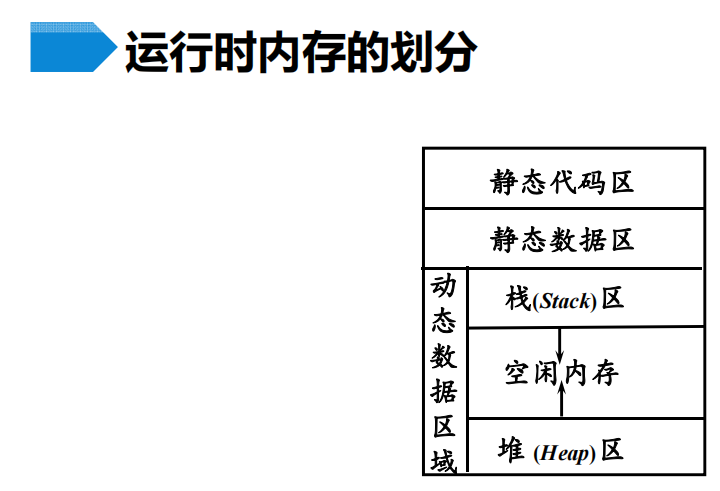 运行时内存的划分
静态代码区
静态数据区
动态数据区域
栈(Stack)区
空闲内存
堆 (Heap)区